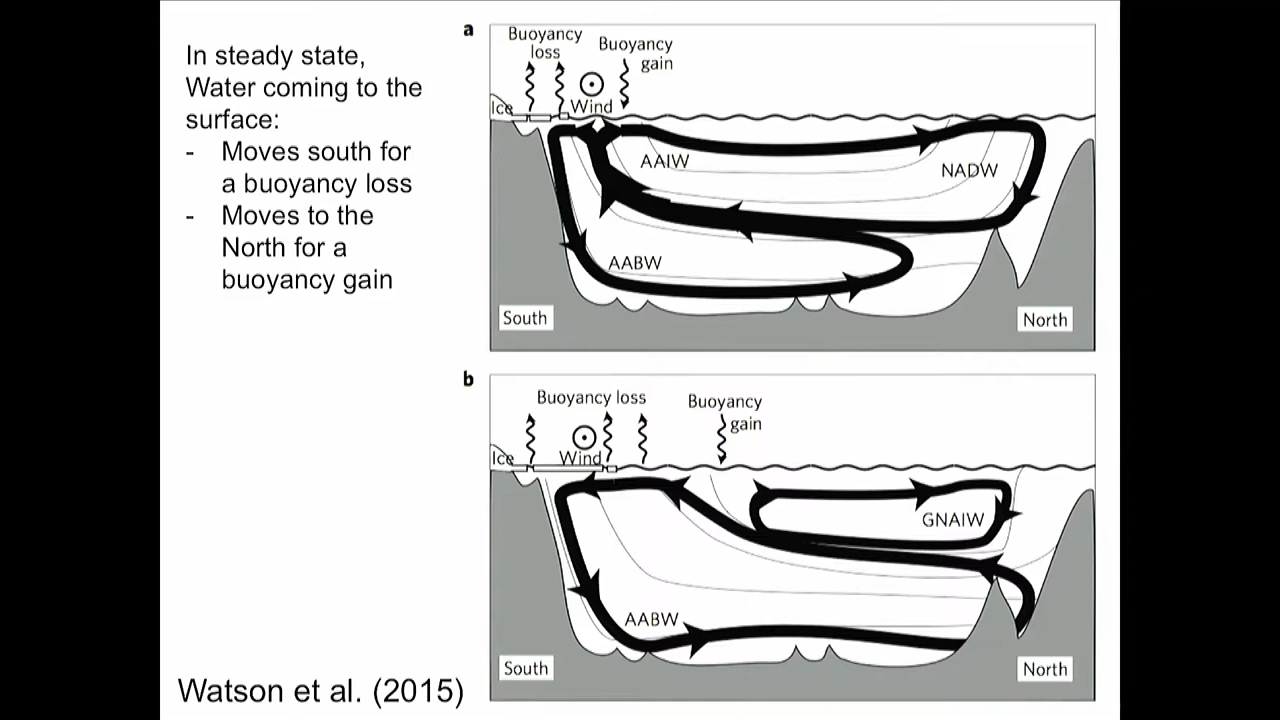 In steady state,
Water coming to the
surface:
- Moves south for
a buoyancy loss
- Moves to the
North for a
buoyancy gain
a
Buoyancy
loss
Buoyancy
gain
Ice
Wind
AAIW
NADW
AABW
South
North
b
Buoyancy loss
Buoyancy
gain
Ice
Wind
GNAIW
AABW
South
North
Watson et al. (2015)